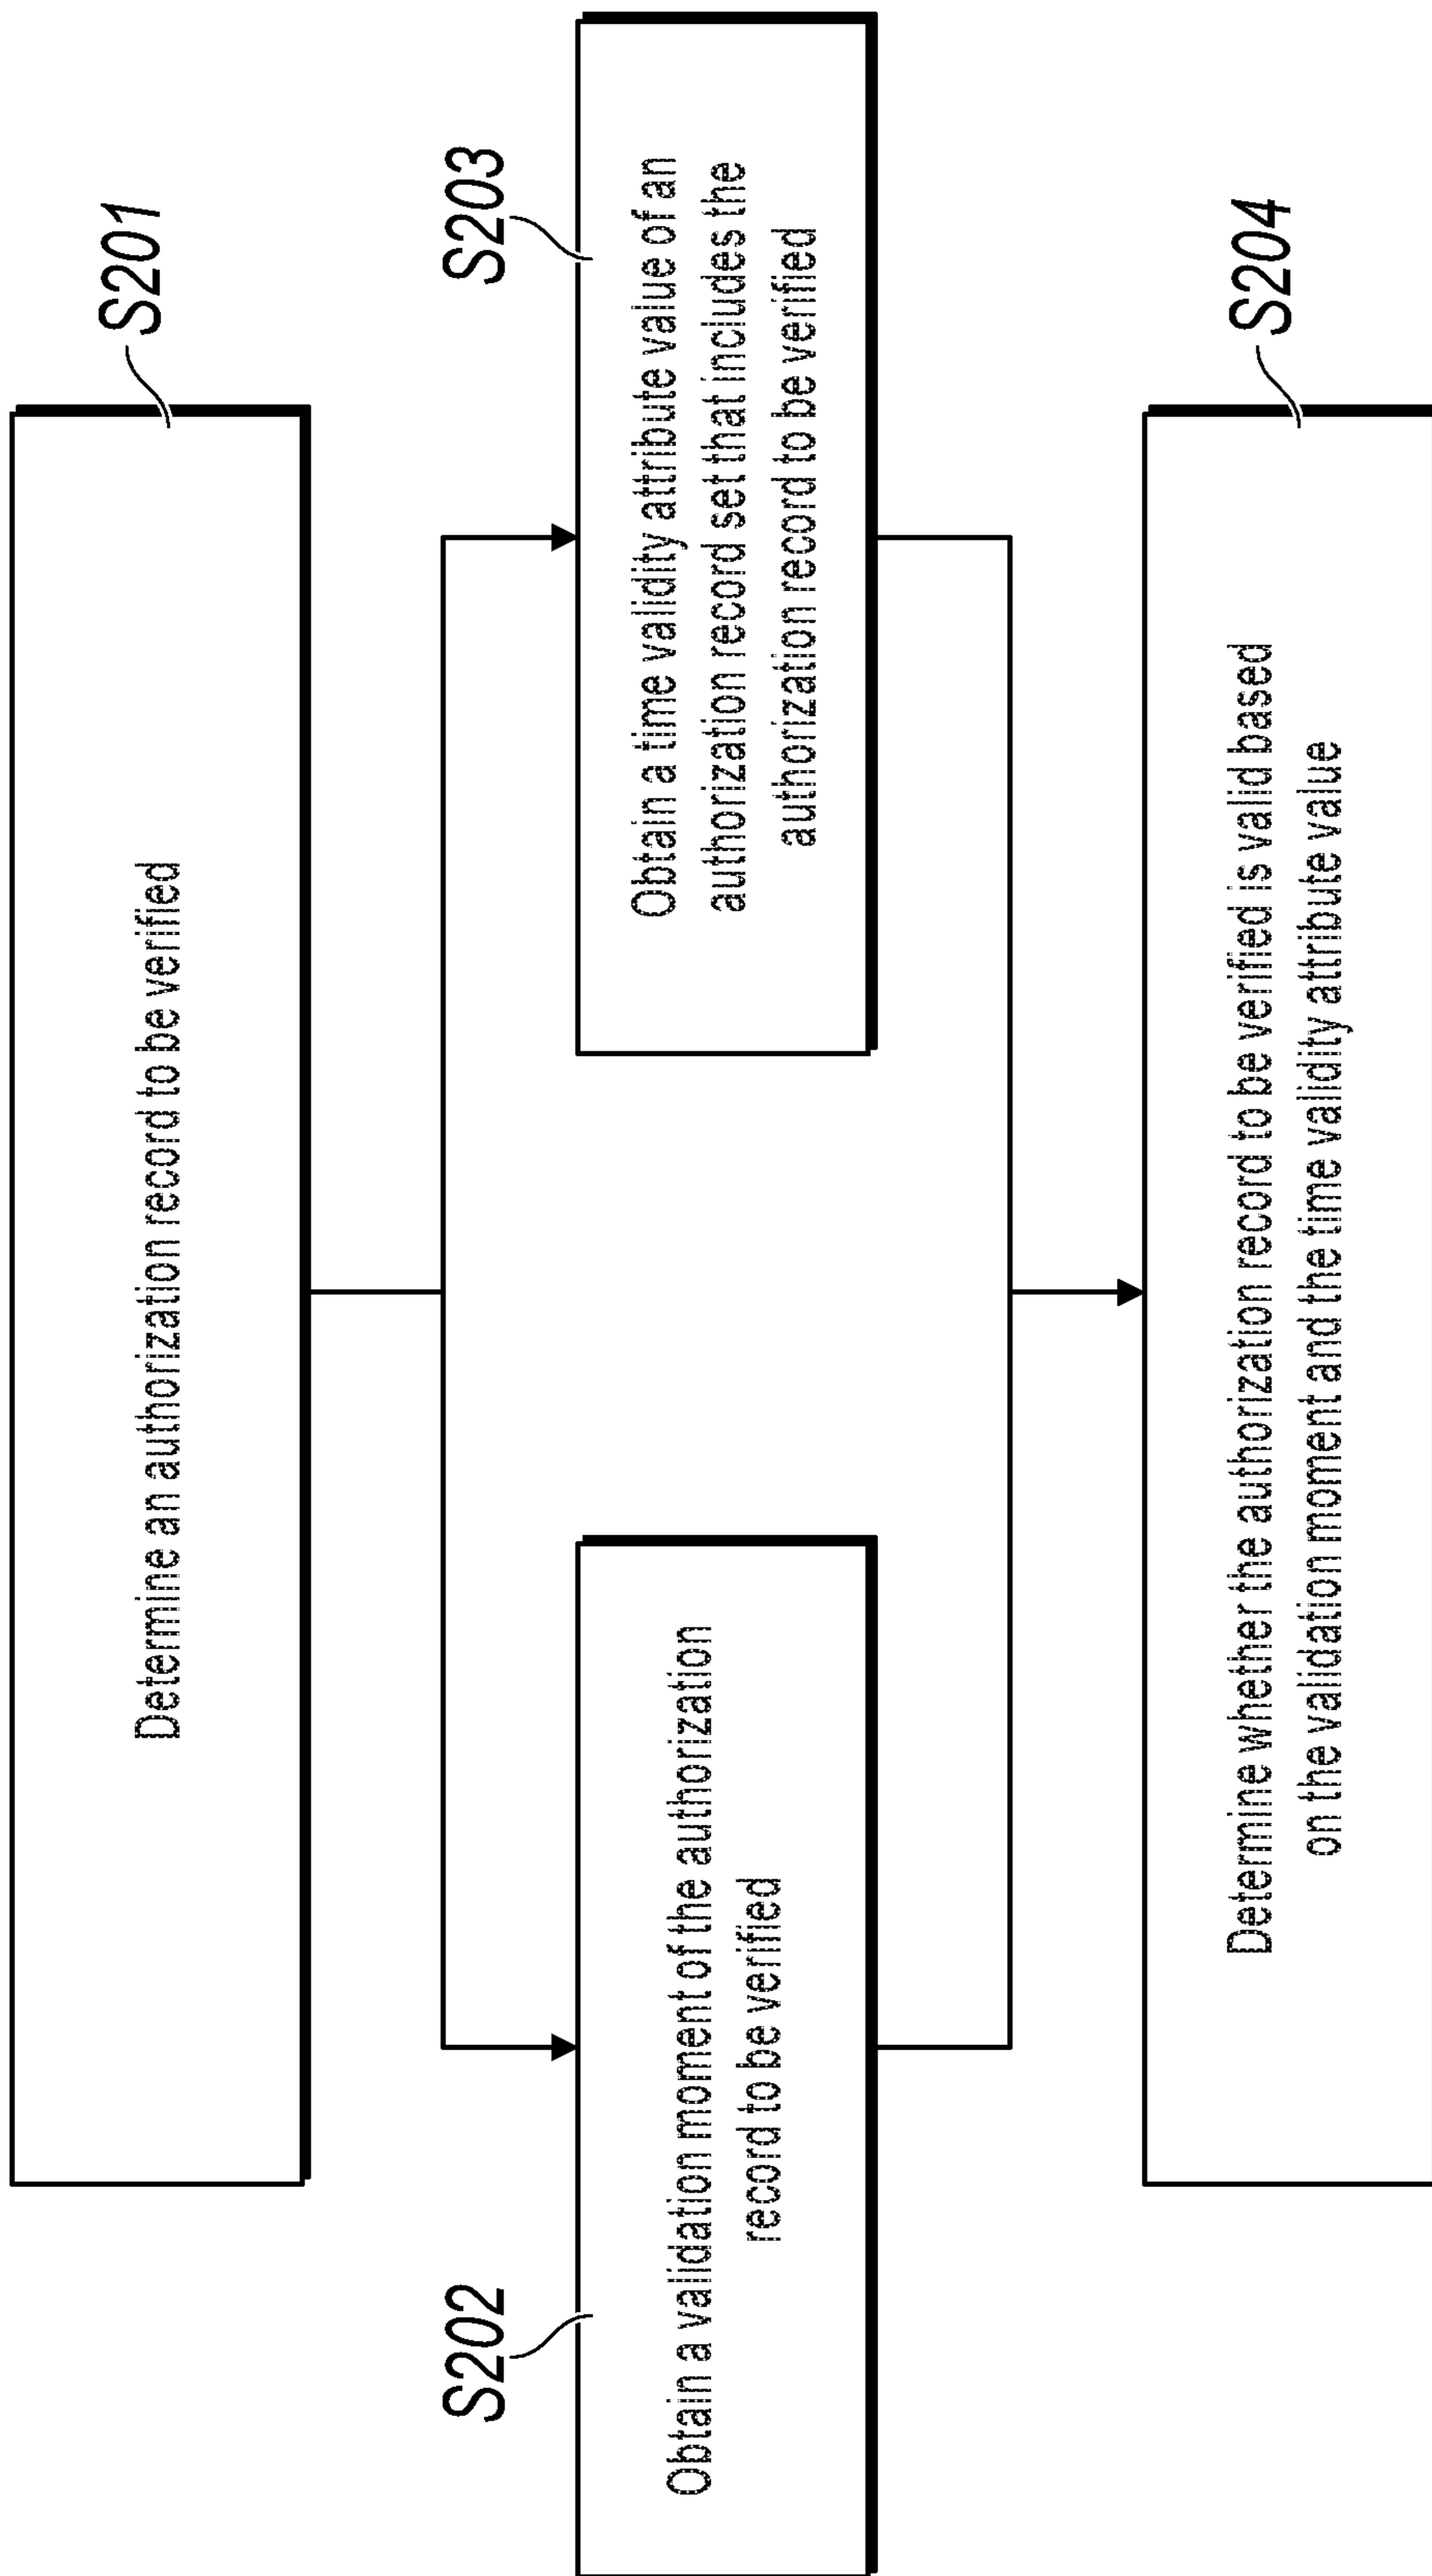 S201
Determine an authorization record to be verified
S202
Obtain a validation moment of the authorization
record to be verified
S203
Obtain a time validity attribute value of an
authorization record set that includes the
authorization record to be verified
S204
Determine whether the authorization record to be verified is valid based
on the validation moment and the time validity attribute value